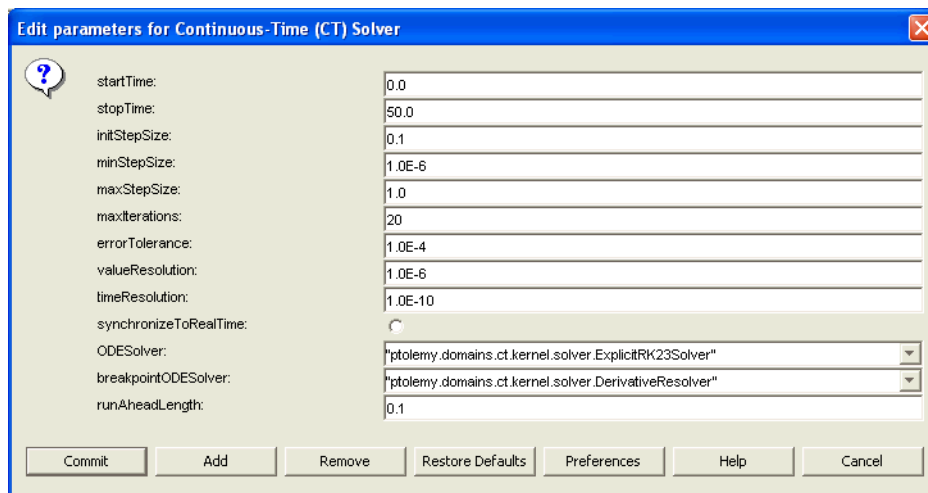 Edit parameters for Continuous-Time (CT) Solver
?
startTime: 0.0
stopTime: 50.0
initStepSize: 0.1
minStepSize: 1.0E-6
maxStepSize: 1.0
maxIterations: 20
errorTolerance: 1.0E-4
valueResolution: 1.0E-6
timeResolution: 1.0E-10
synchronizeToRealTime:
ODESolver: "ptolemy.domains.ct.kernel.solver.ExplicitRK23Solver"
breakpointODESolver: "ptolemy.domains.ct.kernel.solver.DerivativeResolver"
runAheadLength: 0.1
Commit Add Remove Restore Defaults Preferences Help Cancel